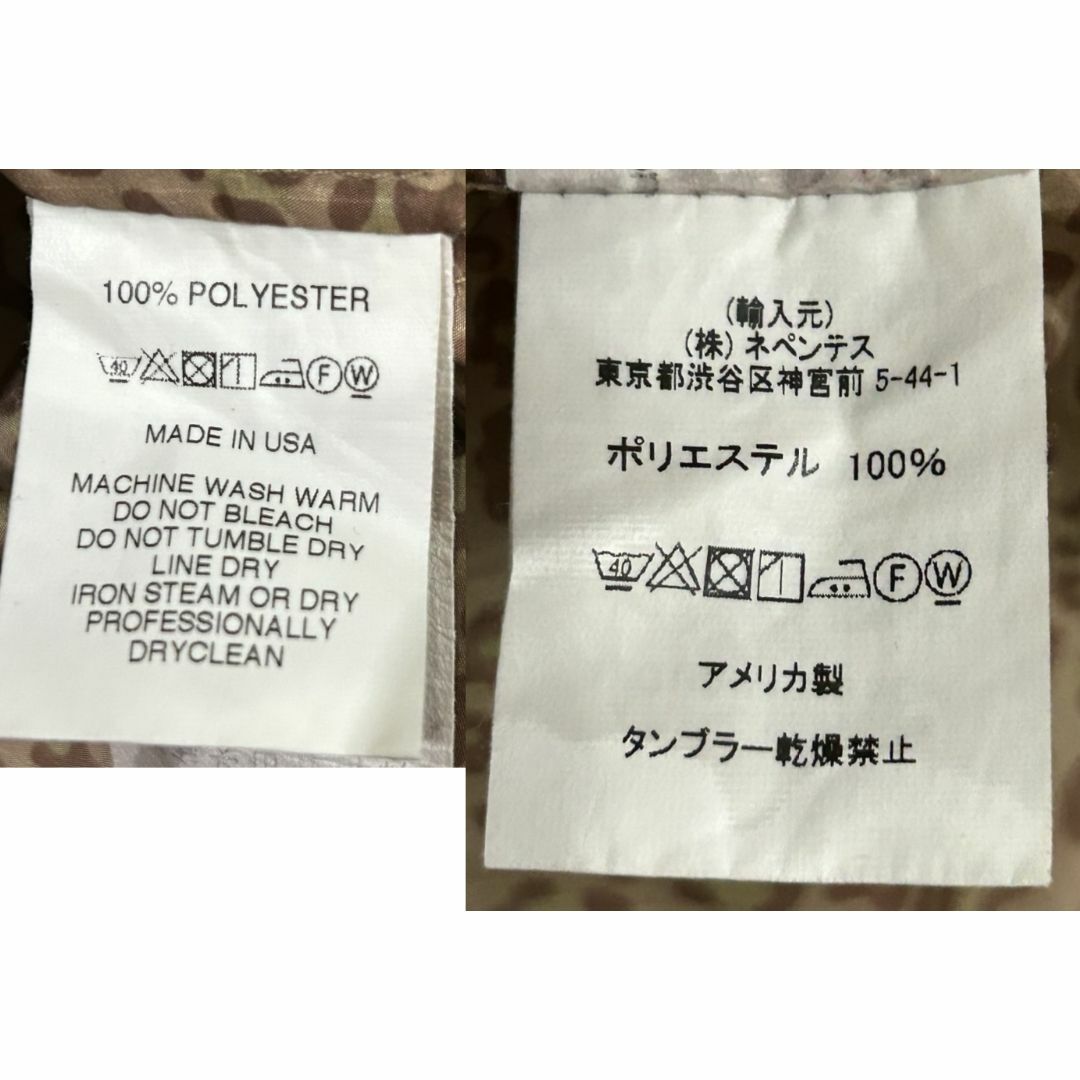 100% POLYESTER
40 F W
MADE IN USA
MACHINE WASH WARM
DO NOT BLEACH
DO NOT TUMBLE DRY
LINE DRY
IRON STEAM OR DRY
PROFESSIONALLY
DRYCLEAN
(輸入元)
(株) ネペンテス
東京都渋谷区神宮前 5-44-1
ポリエステル 100%
40 F W
アメリカ製
タンブラー乾燥禁止